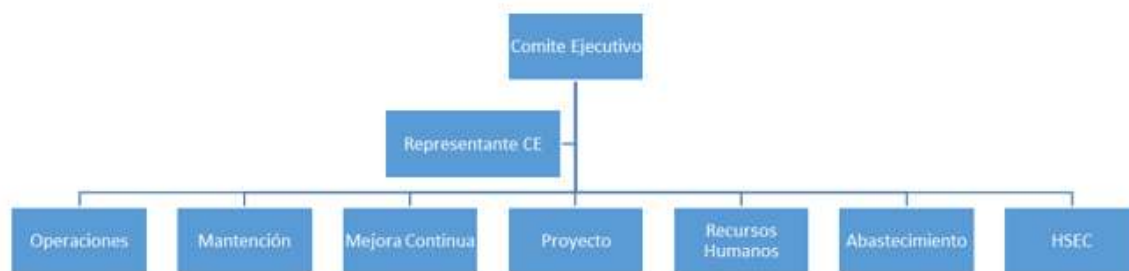 Comite Ejecutivo
Representante CE
Operaciones
Mantención
Mejora Continua
Proyecto
Recursos
Humanos
Abastecimiento
HSEC